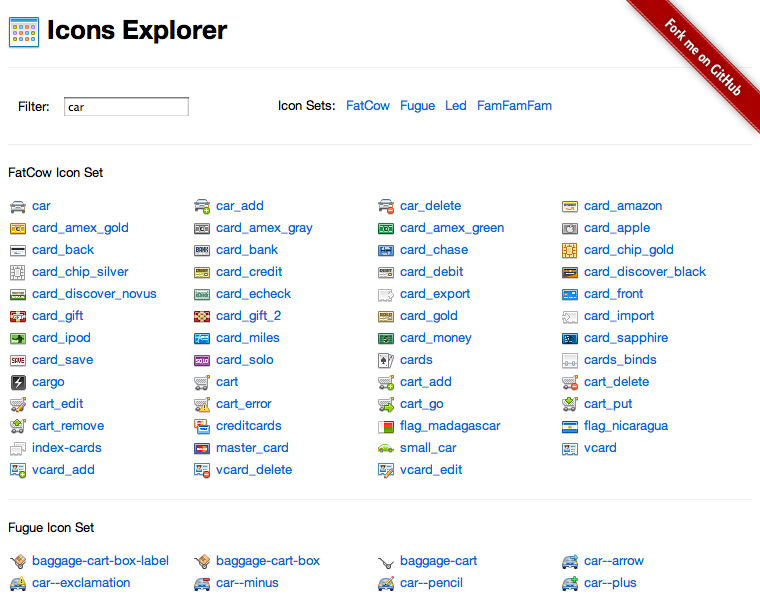 Icons Explorer
Fork me on GitHub
Filter: car Icon Sets: FatCow Fugue Led FamFamFam
FatCow Icon Set
car car_add car_delete card_amazon
card_amex_gold card_amex_gray card_amex_green card_apple
card_back card_bank card_chase card_chip_gold
card_chip_silver card_credit card_debit card_discover_black
card_discover_novus card_echeck card_export card_front
card_gift card_gift_2 card_gold card_import
card_ipod card_miles card_money card_sapphire
card_save card_solo cards cards_binds
cargo cart cart_add cart_delete
cart_edit cart_error cart_go cart_put
cart_remove creditcards flag_madagascar flag_nicaragua
index-cards master_card small_car vcard
vcard_add vcard_delete vcard_edit
Fugue Icon Set
baggage-cart-box-label baggage-cart-box baggage-cart car--arrow
car--exclamation car--minus car--pencil car--plus